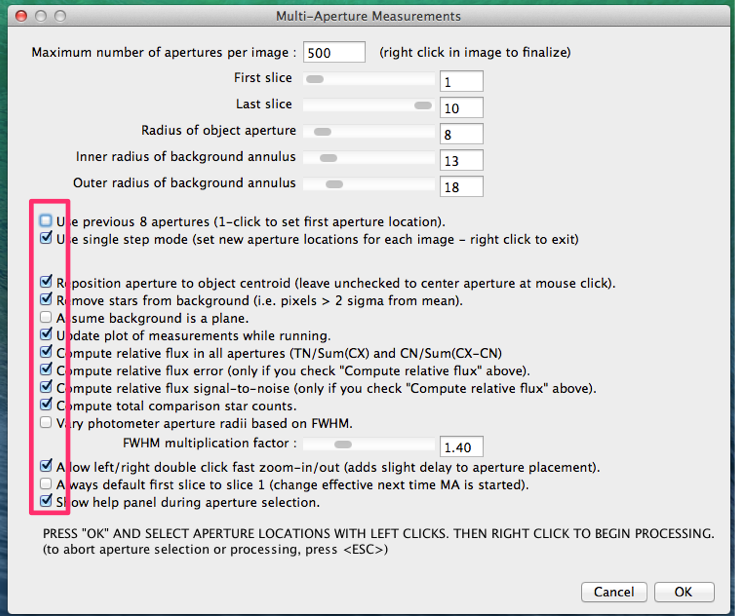 Multi-Aperture Measurements
Maximum number of apertures per image : 500 (right click in image to finalize)
First slice 1
Last slice 10
Radius of object aperture 8
Inner radius of background annulus 13
Outer radius of background annulus 18
Use previous 8 apertures (1-click to set first aperture location).
Use single step mode (set new aperture locations for each image - right click to exit)
Reposition aperture to object centroid (leave unchecked to center aperture at mouse click).
Remove stars from background (i.e. pixels > 2 sigma from mean).
Assume background is a plane.
Update plot of measurements while running.
Compute relative flux in all apertures (TN/Sum(CX) and CN/Sum(CX-CN)
Compute relative flux error (only if you check "Compute relative flux" above).
Compute relative flux signal-to-noise (only if you check "Compute relative flux" above).
Compute total comparison star counts.
Vary photometer aperture radii based on FWHM.
FWHM multiplication factor : 1.40
Allow left/right double click fast zoom-in/out (adds slight delay to aperture placement).
Always default first slice to slice 1 (change effective next time MA is started).
Show help panel during aperture selection.
PRESS "OK" AND SELECT APERTURE LOCATIONS WITH LEFT CLICKS. THEN RIGHT CLICK TO BEGIN PROCESSING.
(to abort aperture selection or processing, press <ESC>)
Cancel OK